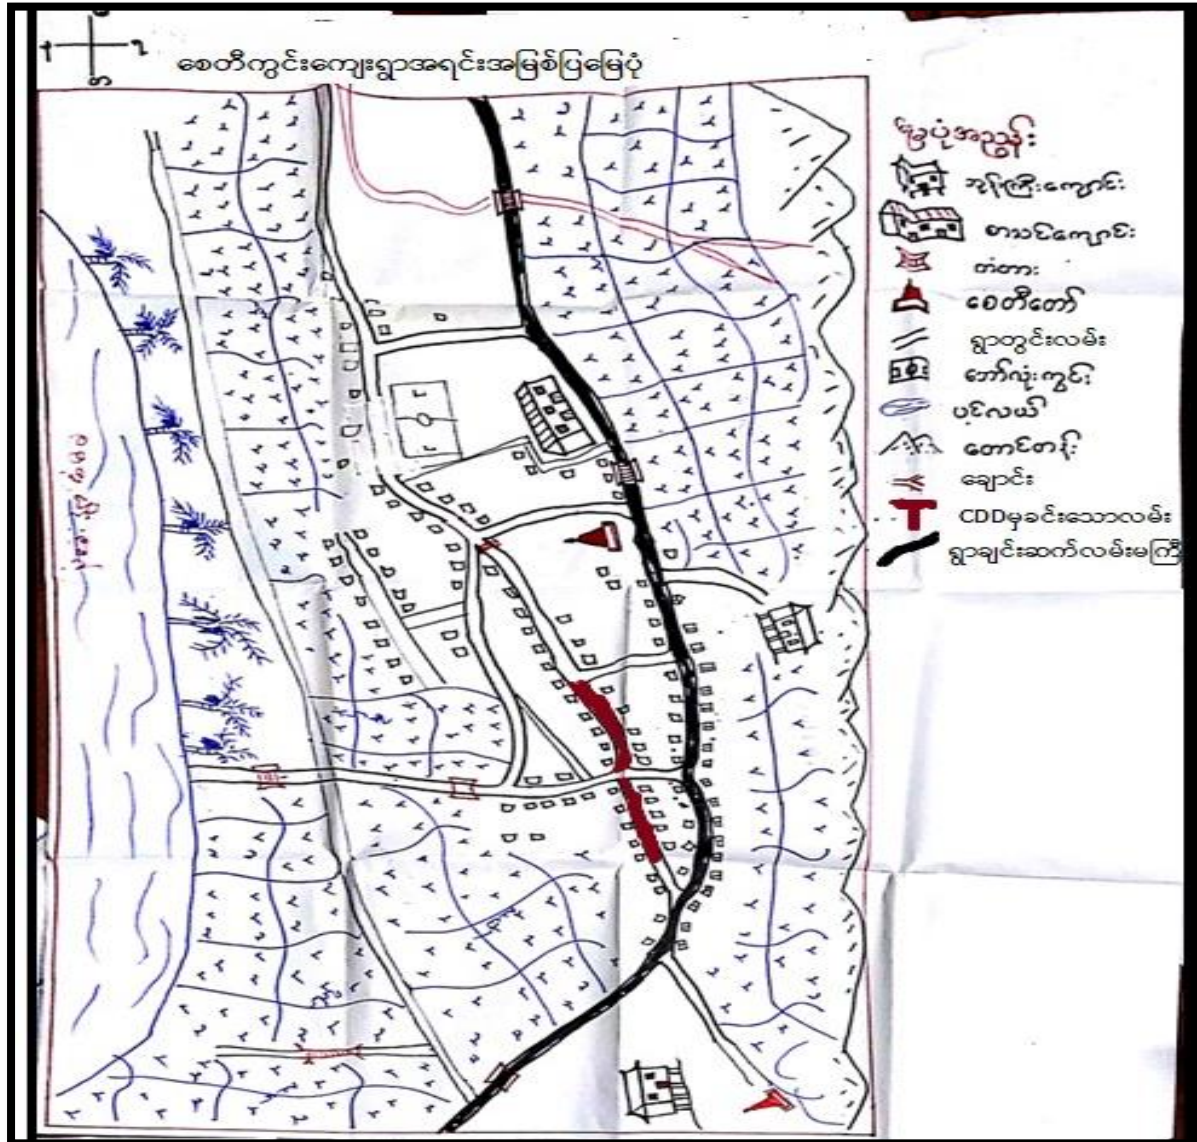 စေတီကွင်းကျေးရွာအရင်းအမြစ်ပြမြေပုံ
မြေပုံအညွှန်း
ဘုန်းကြီးကျောင်း
စာသင်ကျောင်း
တံတား
စေတီတော်
ရွာတွင်းလမ်း
ဘော်လုံးကွင်း
ပင်လယ်
တောင်တန်း
ချောင်း
CDDမှခင်းသောလမ်း
ရွာချင်းဆက်လမ်းမကြီ